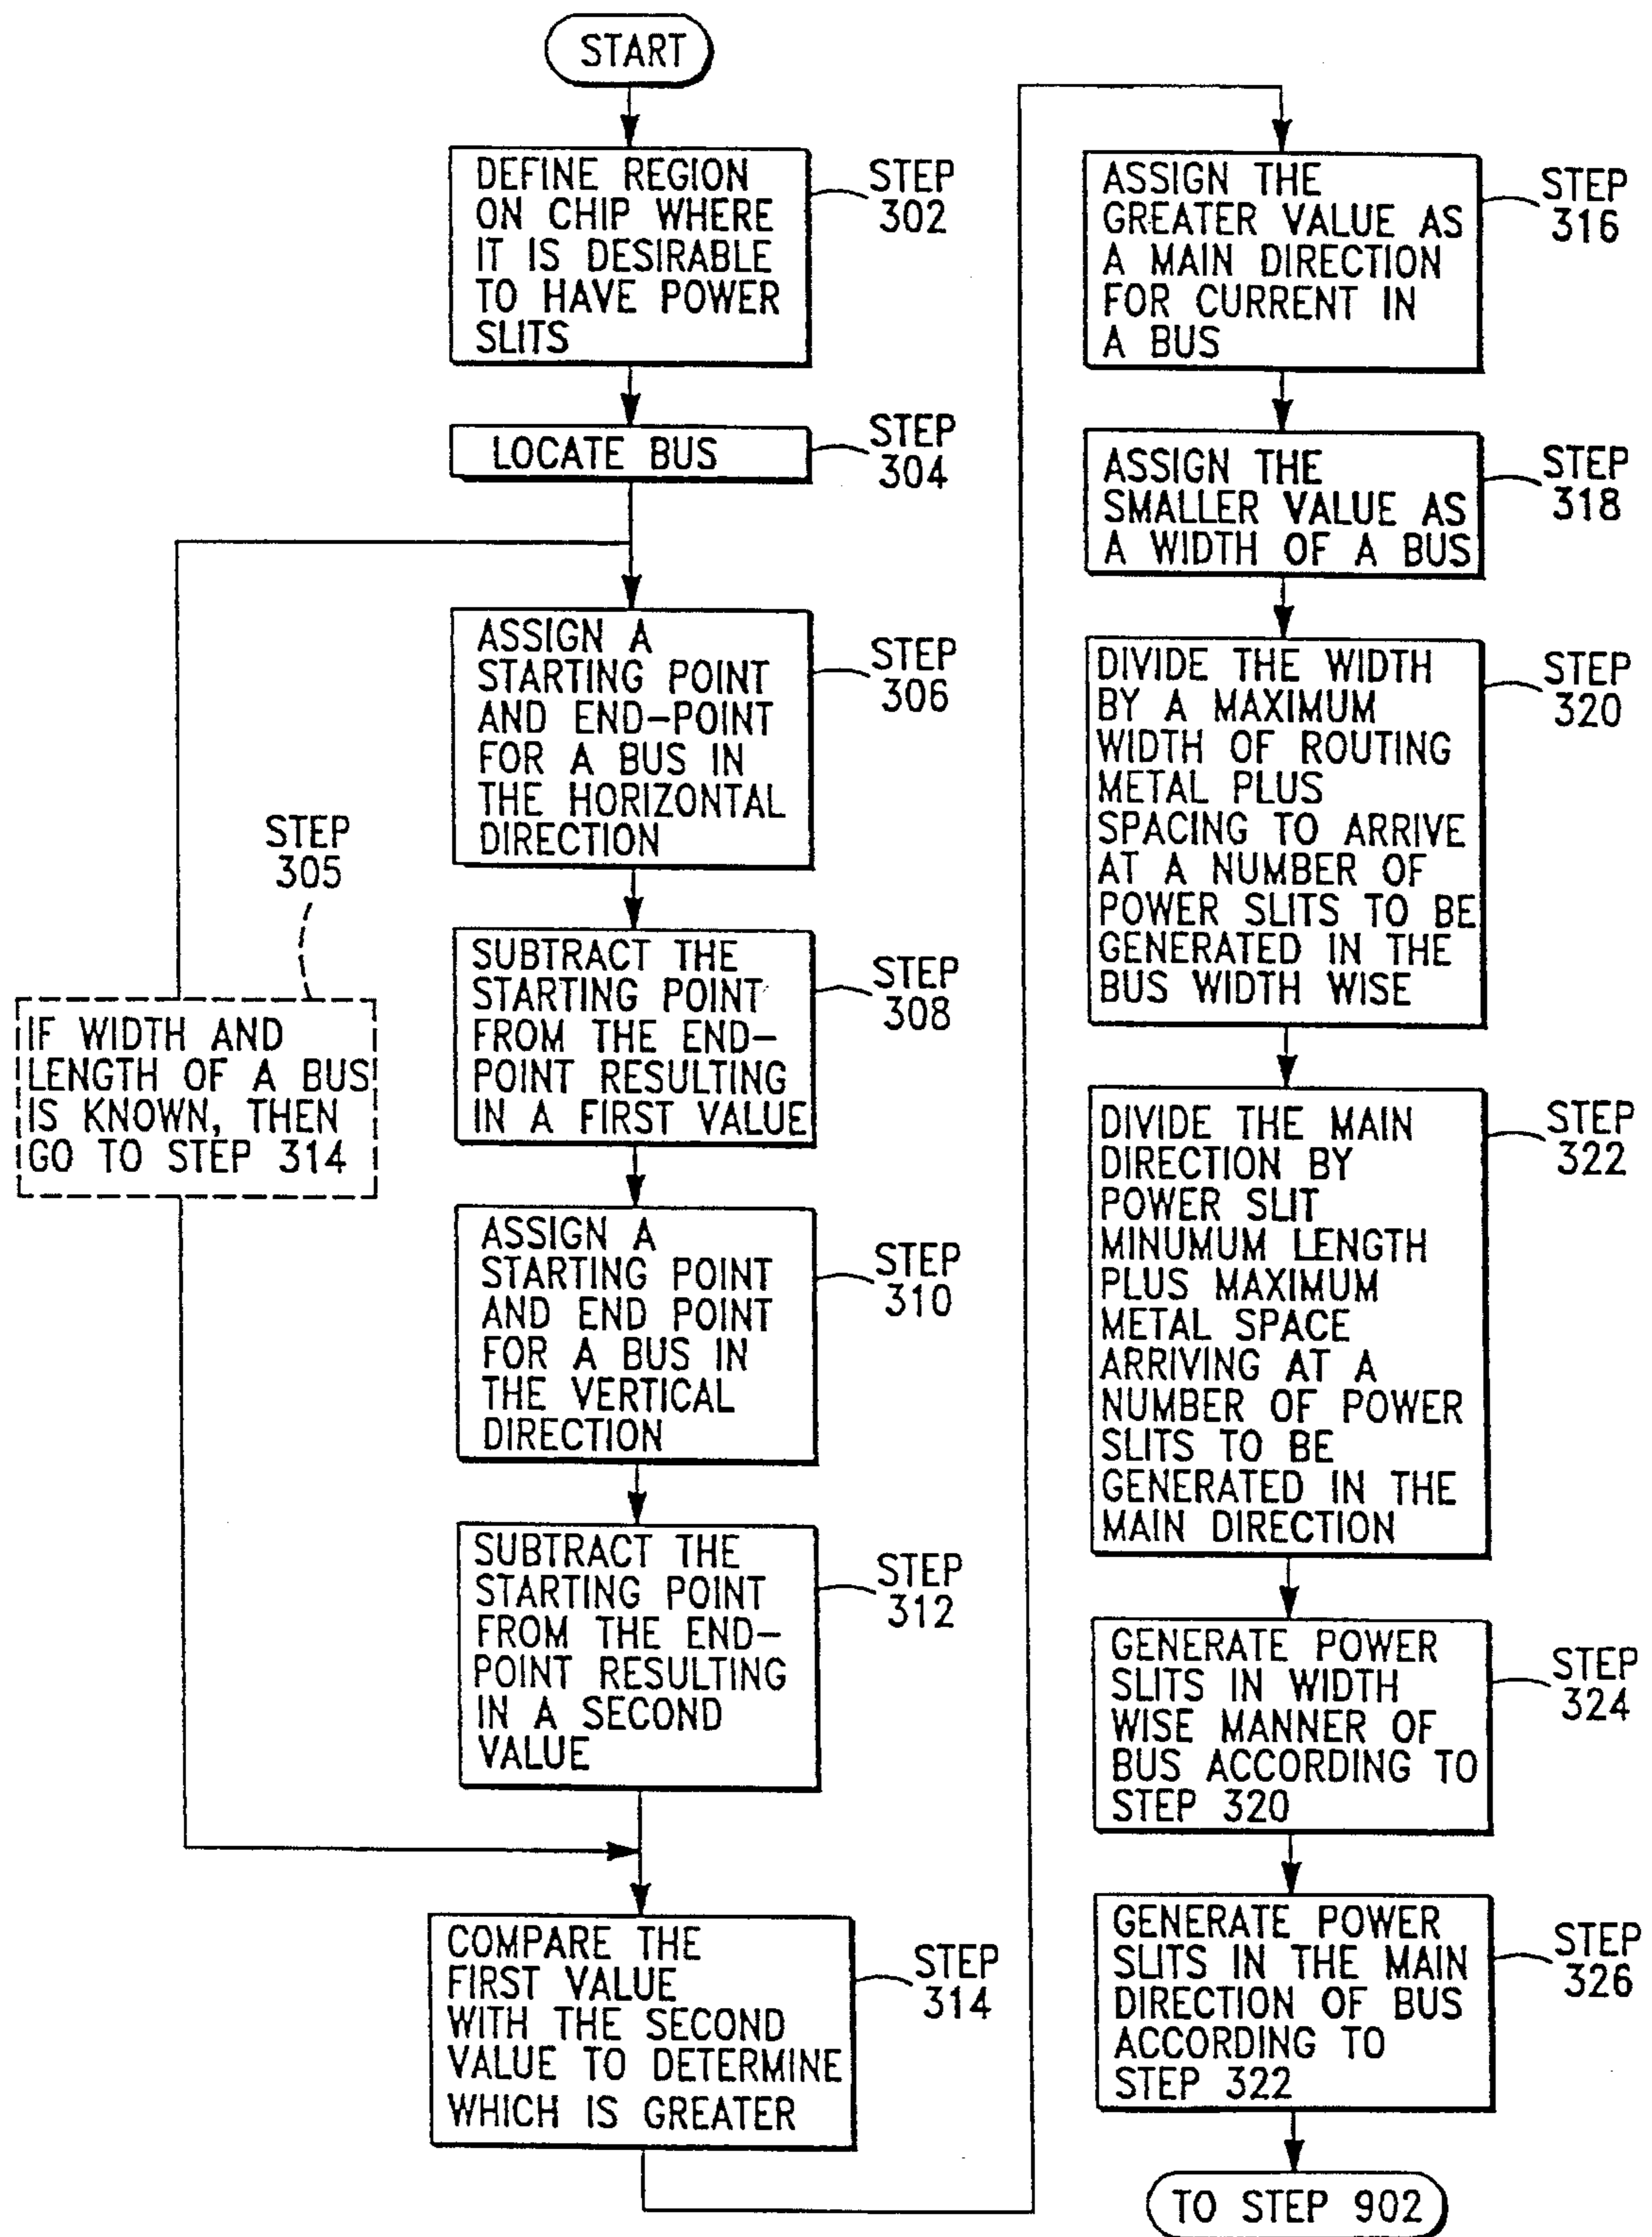 START
DEFINE REGION
ON CHIP WHERE
IT IS DESIRABLE
TO HAVE POWER
SLITS
STEP
302
LOCATE BUS
STEP
304
STEP
305
IF WIDTH AND
LENGTH OF A BUS
IS KNOWN, THEN
GO TO STEP 314
ASSIGN A
STARTING POINT
AND END-POINT
FOR A BUS IN
THE HORIZONTAL
DIRECTION
STEP
306
SUBTRACT THE
STARTING POINT
FROM THE END-
POINT RESULTING
IN A FIRST VALUE
STEP
308
ASSIGN A
STARTING POINT
AND END POINT
FOR A BUS IN
THE VERTICAL
DIRECTION
STEP
310
SUBTRACT THE
STARTING POINT
FROM THE END-
POINT RESULTING
IN A SECOND
VALUE
STEP
312
COMPARE THE
FIRST VALUE
WITH THE SECOND
VALUE TO DETERMINE
WHICH IS GREATER
STEP
314
ASSIGN THE
GREATER VALUE AS
A MAIN DIRECTION
FOR CURRENT IN
A BUS
STEP
316
ASSIGN THE
SMALLER VALUE AS
A WIDTH OF A BUS
STEP
318
DIVIDE THE WIDTH
BY A MAXIMUM
WIDTH OF ROUTING
METAL PLUS
SPACING TO ARRIVE
AT A NUMBER OF
POWER SLITS TO BE
GENERATED IN THE
BUS WIDTH WISE
STEP
320
DIVIDE THE MAIN
DIRECTION BY
POWER SLIT
MINUMUM LENGTH
PLUS MAXIMUM
METAL SPACE
ARRIVING AT A
NUMBER OF POWER
SLITS TO BE
GENERATED IN THE
MAIN DIRECTION
STEP
322
GENERATE POWER
SLITS IN WIDTH
WISE MANNER OF
BUS ACCORDING TO
STEP 320
STEP
324
GENERATE POWER
SLITS IN THE MAIN
DIRECTION OF BUS
ACCORDING TO
STEP 322
STEP
326
TO STEP 902